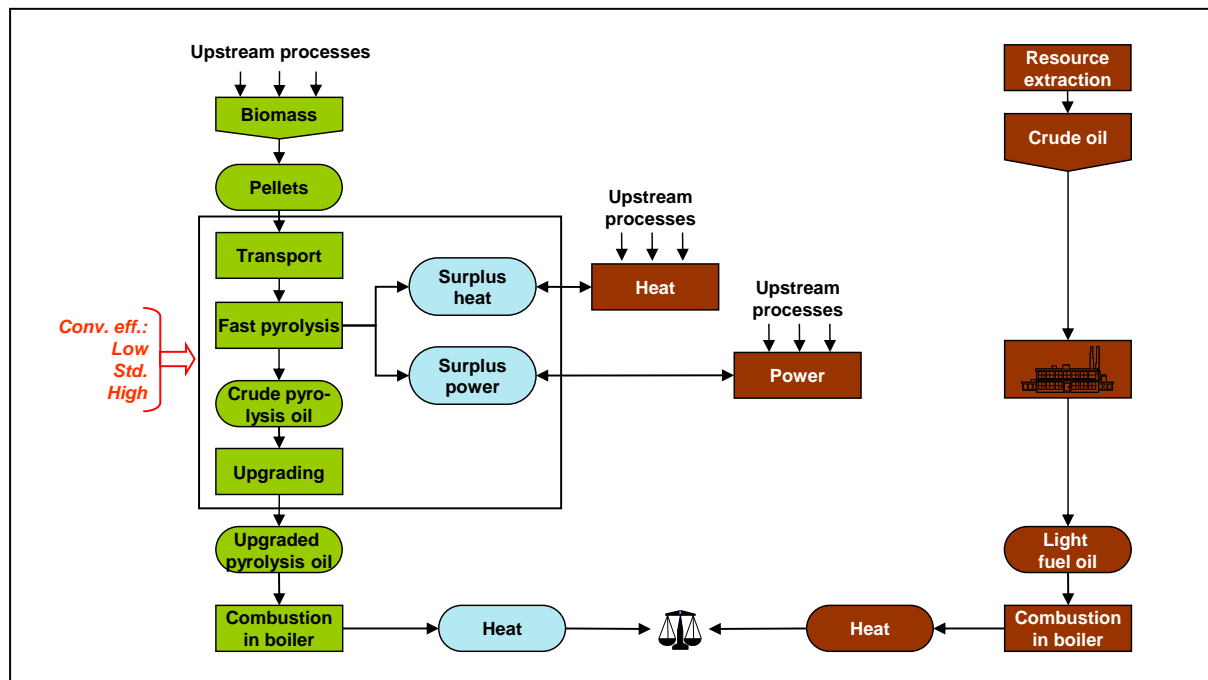 Upstream processes
Biomass
Pellets
Transport
Fast pyrolysis
Crude pyro-
lysis oil
Upgrading
Upgraded
pyrolysis oil
Combustion
in boiler
Conv. eff.:
Low
Std.
High
Surplus
heat
Surplus
power
Heat
Upstream
processes
Heat
Upstream
processes
Power
Resource
extraction
Crude oil
Light
fuel oil
Combustion
in boiler
Heat